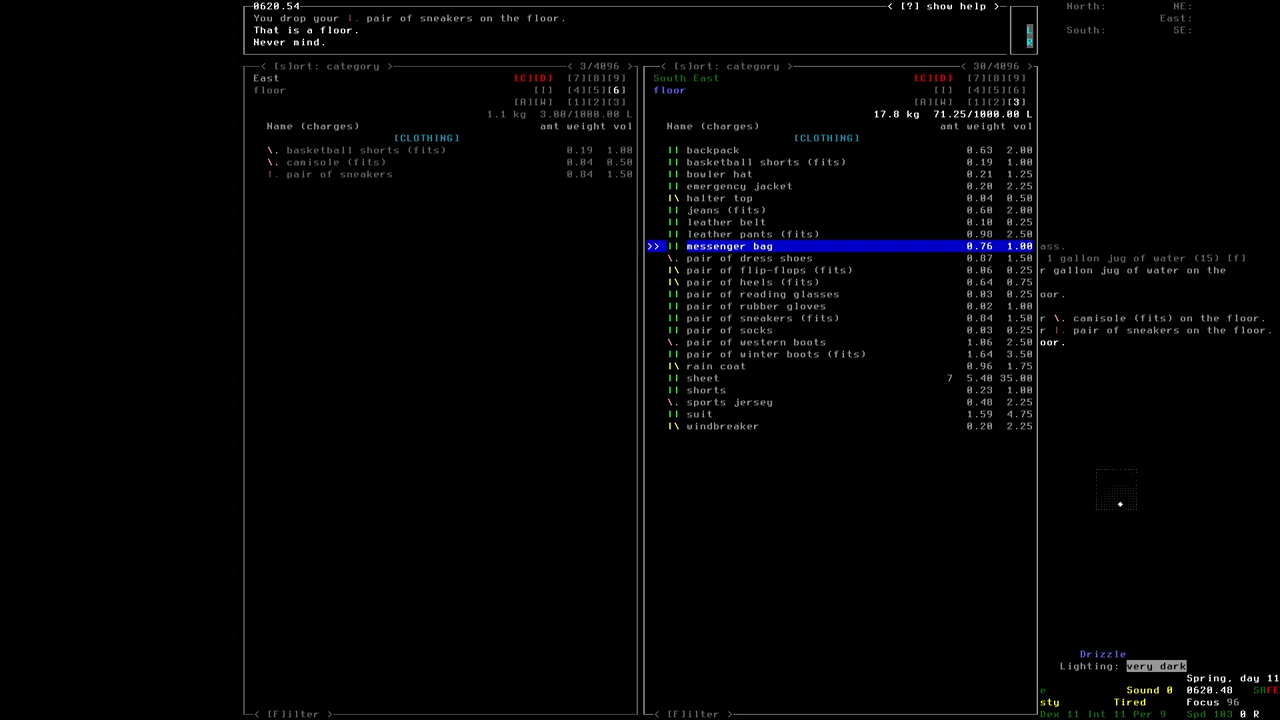 0620.54
< [?] show help >
You drop your |. pair of sneakers on the floor.
That is a floor.
Never mind.
L
R
North: NE:
East:
South: SE:
< [s]ort: category > < 3/4096 >
East [C][D] [7][8][9]
floor [I] [4][5][6]
[A][W] [1][2][3]
1.1 kg 3.00/1000.00 L
Name (charges) amt weight vol
[CLOTHING]
\. basketball shorts (fits) 0.19 1.00
\. camisole (fits) 0.04 0.50
|. pair of sneakers 0.84 1.50
< [F]ilter >
< [s]ort: category > < 30/4096 >
South East [C][D] [7][8][9]
floor [I] [4][5][6]
[A][W] [1][2][3]
17.8 kg 71.25/1000.00 L
Name (charges) amt weight vol
[CLOTHING]
|| backpack 0.63 2.00
|| basketball shorts (fits) 0.19 1.00
|| bowler hat 0.21 1.25
|| emergency jacket 0.20 2.25
|\ halter top 0.04 0.50
|| jeans (fits) 0.60 2.00
|| leather belt 0.10 0.25
|| leather pants (fits) 0.98 2.50
>> || messenger bag 0.76 1.00
\. pair of dress shoes 0.87 1.50
|\ pair of flip-flops (fits) 0.06 0.25
|\ pair of heels (fits) 0.64 0.75
|| pair of reading glasses 0.03 0.25
|| pair of rubber gloves 0.02 1.00
|| pair of sneakers (fits) 0.84 1.50
|| pair of socks 0.03 0.25
\. pair of western boots 1.06 2.50
|| pair of winter boots (fits) 1.64 3.50
|\ rain coat 0.96 1.75
|| sheet 7 5.40 35.00
|| shorts 0.23 1.00
\. sports jersey 0.48 2.25
|| suit 1.59 4.75
|\ windbreaker 0.20 2.25
< [F]ilter >
ass.
1 gallon jug of water (15) [f]
r gallon jug of water on the
oor.
r \. camisole (fits) on the floor.
r |. pair of sneakers on the floor.
oor.
Drizzle
Lighting: very dark
Spring, day 11
e Sound 0 0620.48 SAFE
sty Tired Focus 96
Dex 11 Int 11 Per 9 Spd 103 0 R